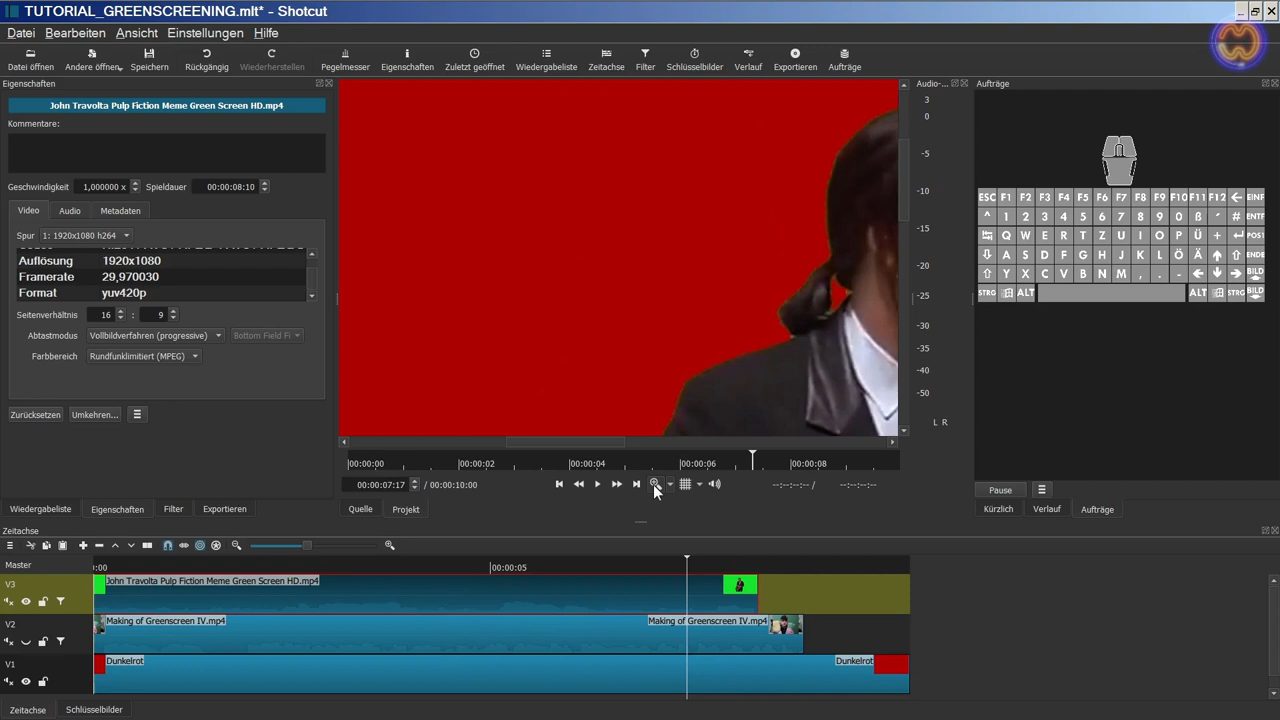 TUTORIAL_GREENSCREENING.mlt* - Shotcut
Datei Bearbeiten Ansicht Einstellungen Hilfe
Datei öffnen Andere öffnen.. Speichern Rückgängig Wiederherstellen Pegelmesser Eigenschaften Zuletzt geöffnet Wiedergabeliste Zeitachse Filter Schlüsselbilder Verlauf Exportieren Aufträge
Eigenschaften
Audio-...
Aufträge
John Travolta Pulp Fiction Meme Green Screen HD.mp4
Kommentare:
Geschwindigkeit 1,000000 x Spieldauer 00:00:08:10
Video Audio Metadaten
Spur 1: 1920x1080 h264
Auflösung 1920x1080
Framerate 29,970030
Format yuv420p
Seitenverhältnis 16 : 9
Abtastmodus Vollbildverfahren (progressive) Bottom Field Fi
Farbbereich Rundfunklimitiert (MPEG)
Zurücksetzen Umkehren...
3
0
-5
-10
-15
-20
-25
-30
-35
-40
-50
L R
ESC F1 F2 F3 F4 F5 F6 F7 F8 F9 F10 F11 F12 EINF
^ 1 2 3 4 5 6 7 8 9 0 ß ´ # ENTF
Q W E R T Z U I O P Ü + POS1
A S D F G H J K L Ö Ä ENDE
Y X C V B N M , . - BILD
STRG ALT ALT STRG BILD
00:00:00 00:00:02 00:00:04 00:00:06 00:00:08
00:00:07:17 / 00:00:10:00 --:--:--:-- / --:--:--:--
Pause
Wiedergabeliste Eigenschaften Filter Exportieren
Quelle Projekt
Kürzlich Verlauf Aufträge
Zeitachse
Master :00 00:00:05
V3 John Travolta Pulp Fiction Meme Green Screen HD.mp4
V2 Making of Greenscreen IV.mp4 Making of Greenscreen IV.mp4
V1 Dunkelrot Dunkelrot
Zeitachse Schlüsselbilder